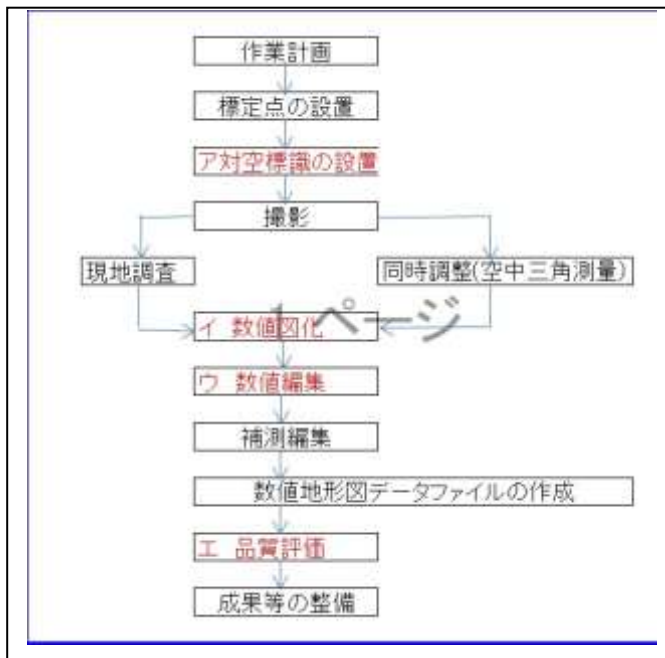 作業計画
標定点の設置
ア対空標識の設置
撮影
現地調査
同時調整(空中三角測量)
1 ページ
イ 数値図化
ウ 数値編集
補測編集
数値地形図データファイルの作成
エ 品質評価
成果等の整備